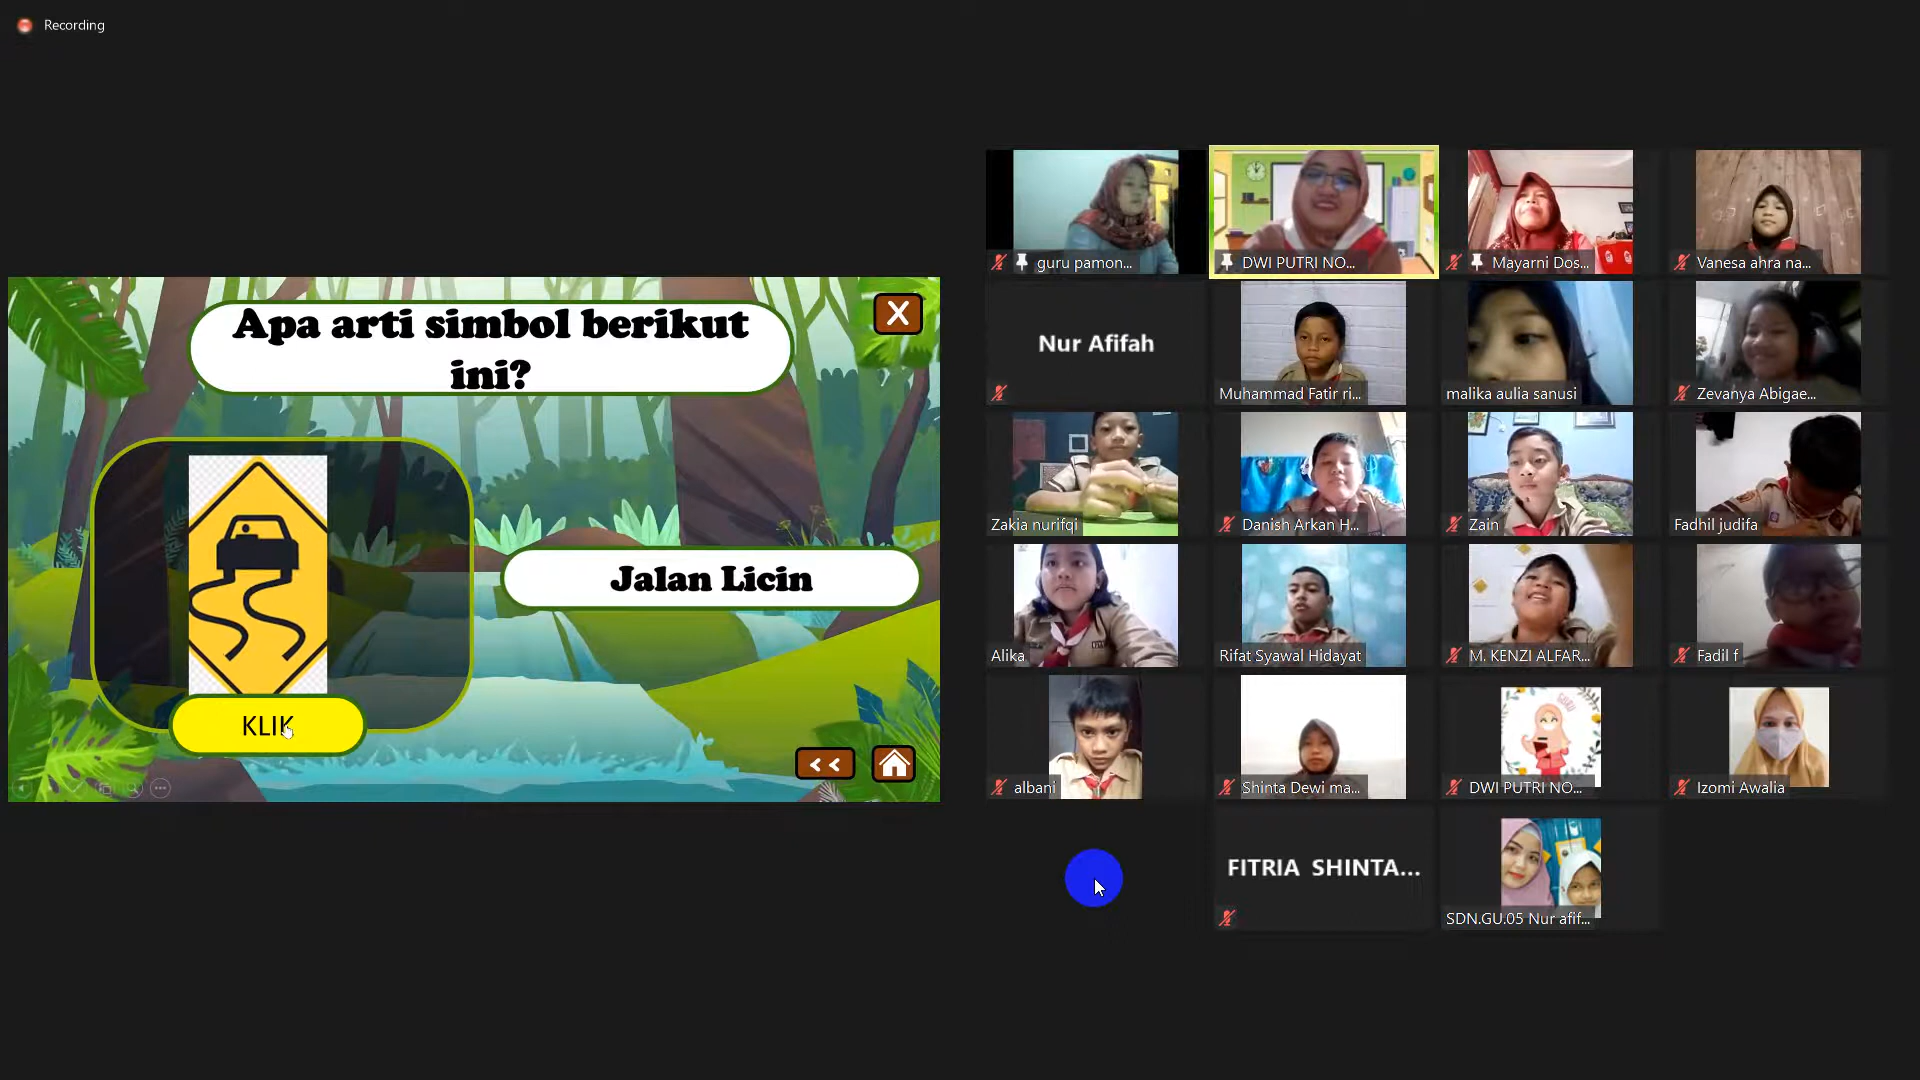 Recording
Apa arti simbol berikut
ini?
Jalan Licin
KLIK
guru pamon...
DWI PUTRI NO...
Mayarni Dos...
Vanesa ahra na...
Nur Afifah
Muhammad Fatir ri...
malika aulia sanusi
Zevanya Abigae...
Zakia nurifqi
Danish Arkan H...
Zain
Fadhil judifa
Alika
Rifat Syawal Hidayat
M. KENZI ALFAR...
Fadil f
albani
Shinta Dewi ma...
DWI PUTRI NO...
Izomi Awalia
FITRIA SHINTA...
SDN.GU.05 Nur afif...